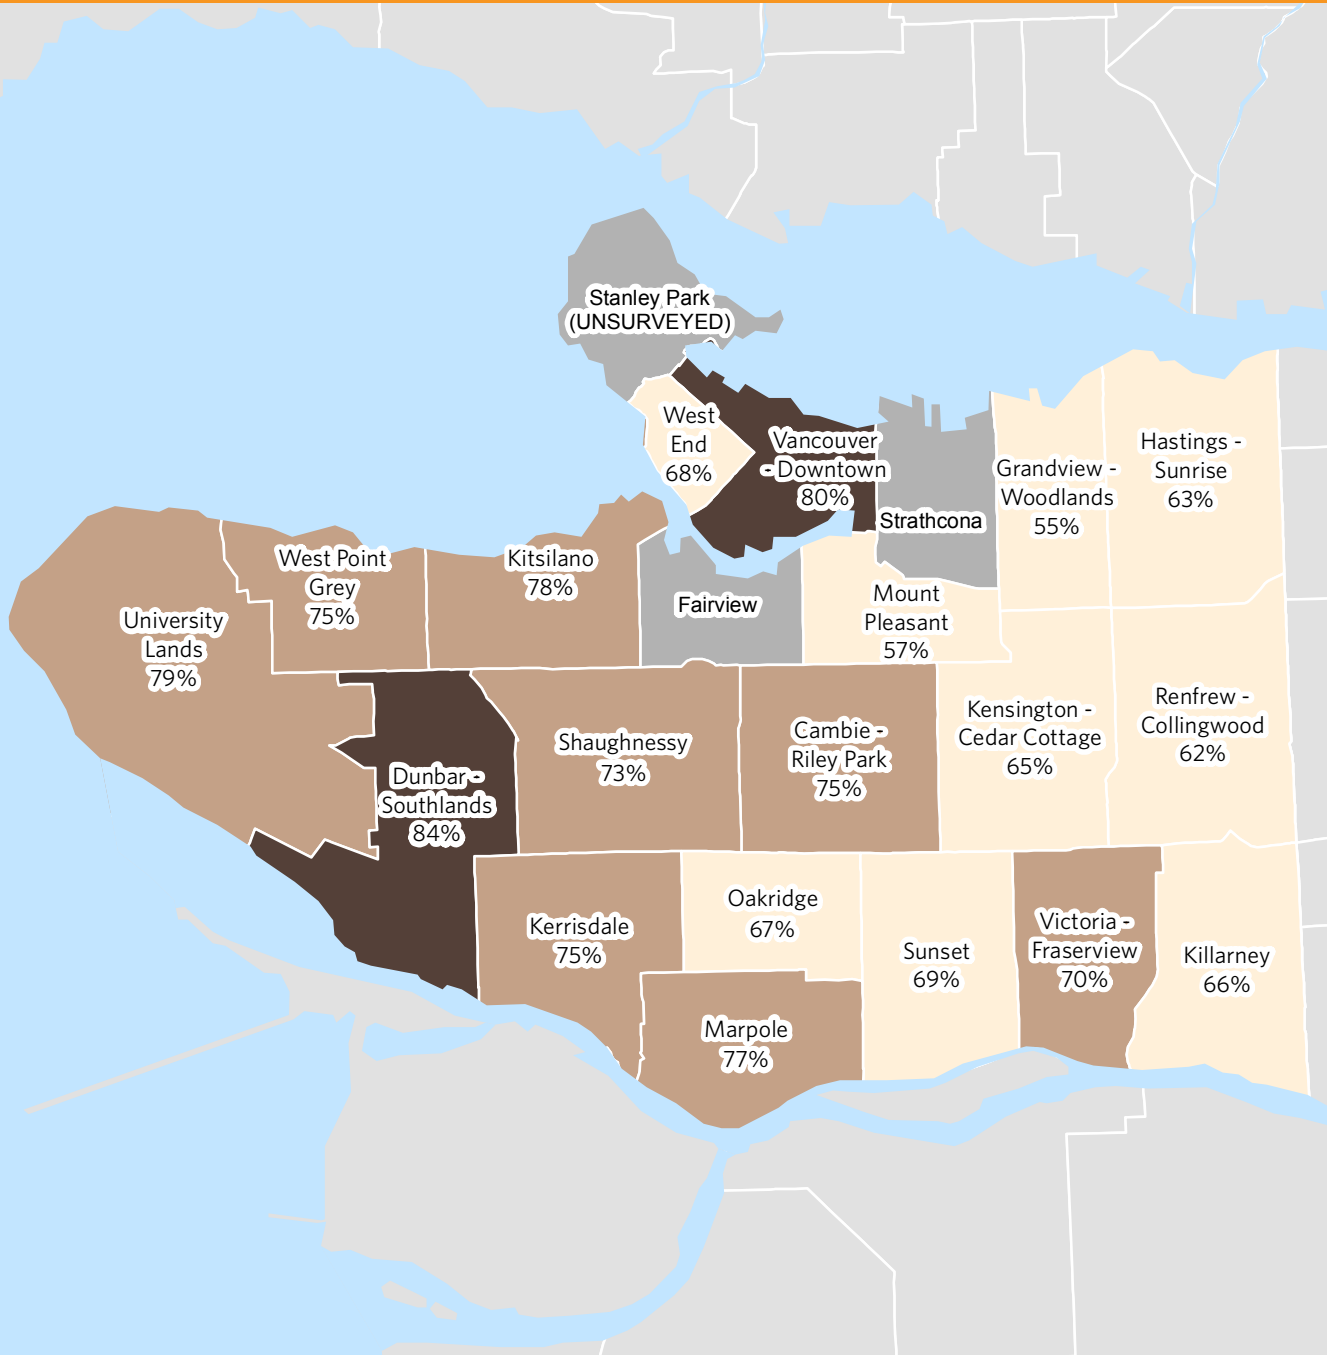 Stanley Park
(UNSURVEYED)
West
End
68%
Vancouver
- Downtown
80%
Strathcona
Grandview -
Woodlands
55%
Hastings -
Sunrise
63%
University
Lands
79%
West Point
Grey
75%
Kitsilano
78%
Fairview
Mount
Pleasant
57%
Dunbar -
Southlands
84%
Shaughnessy
73%
Cambie -
Riley Park
75%
Kensington -
Cedar Cottage
65%
Renfrew -
Collingwood
62%
Kerrisdale
75%
Oakridge
67%
Marpole
77%
Sunset
69%
Victoria -
Fraserview
70%
Killarney
66%